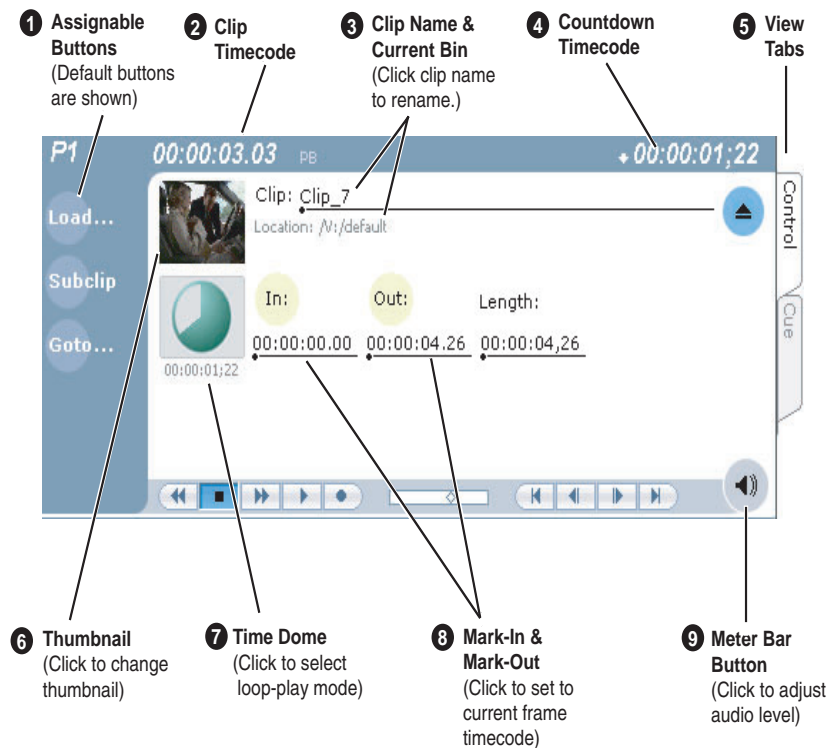 1 Assignable
Buttons
(Default buttons
are shown)
2 Clip
Timecode
3 Clip Name &
Current Bin
(Click clip name
to rename.)
4 Countdown
Timecode
5 View
Tabs
P1 00:00:03.03 PB 00:00:01;22
Load...
Subclip
Goto...
Clip: Clip_7
Location: /V:/default
In: Out: Length:
00:00:00.00 00:00:04.26 00:00:04,26
00:00:01;22
Control
Cue
6 Thumbnail
(Click to change
thumbnail)
7 Time Dome
(Click to select
loop-play mode)
8 Mark-In &
Mark-Out
(Click to set to
current frame
timecode)
9 Meter Bar
Button
(Click to adjust
audio level)